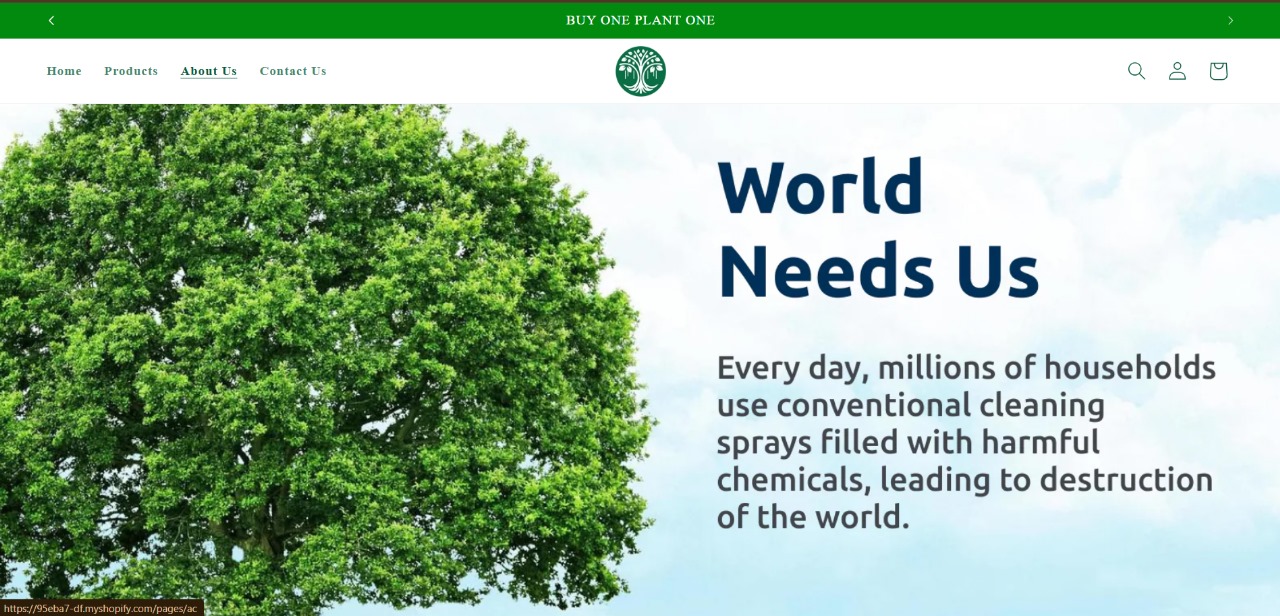 BUY ONE PLANT ONE
Home Products About Us Contact Us
World
Needs Us
Every day, millions of households
use conventional cleaning
sprays filled with harmful
chemicals, leading to destruction
of the world.
https://95eba7-df.myshopify.com/pages/ac